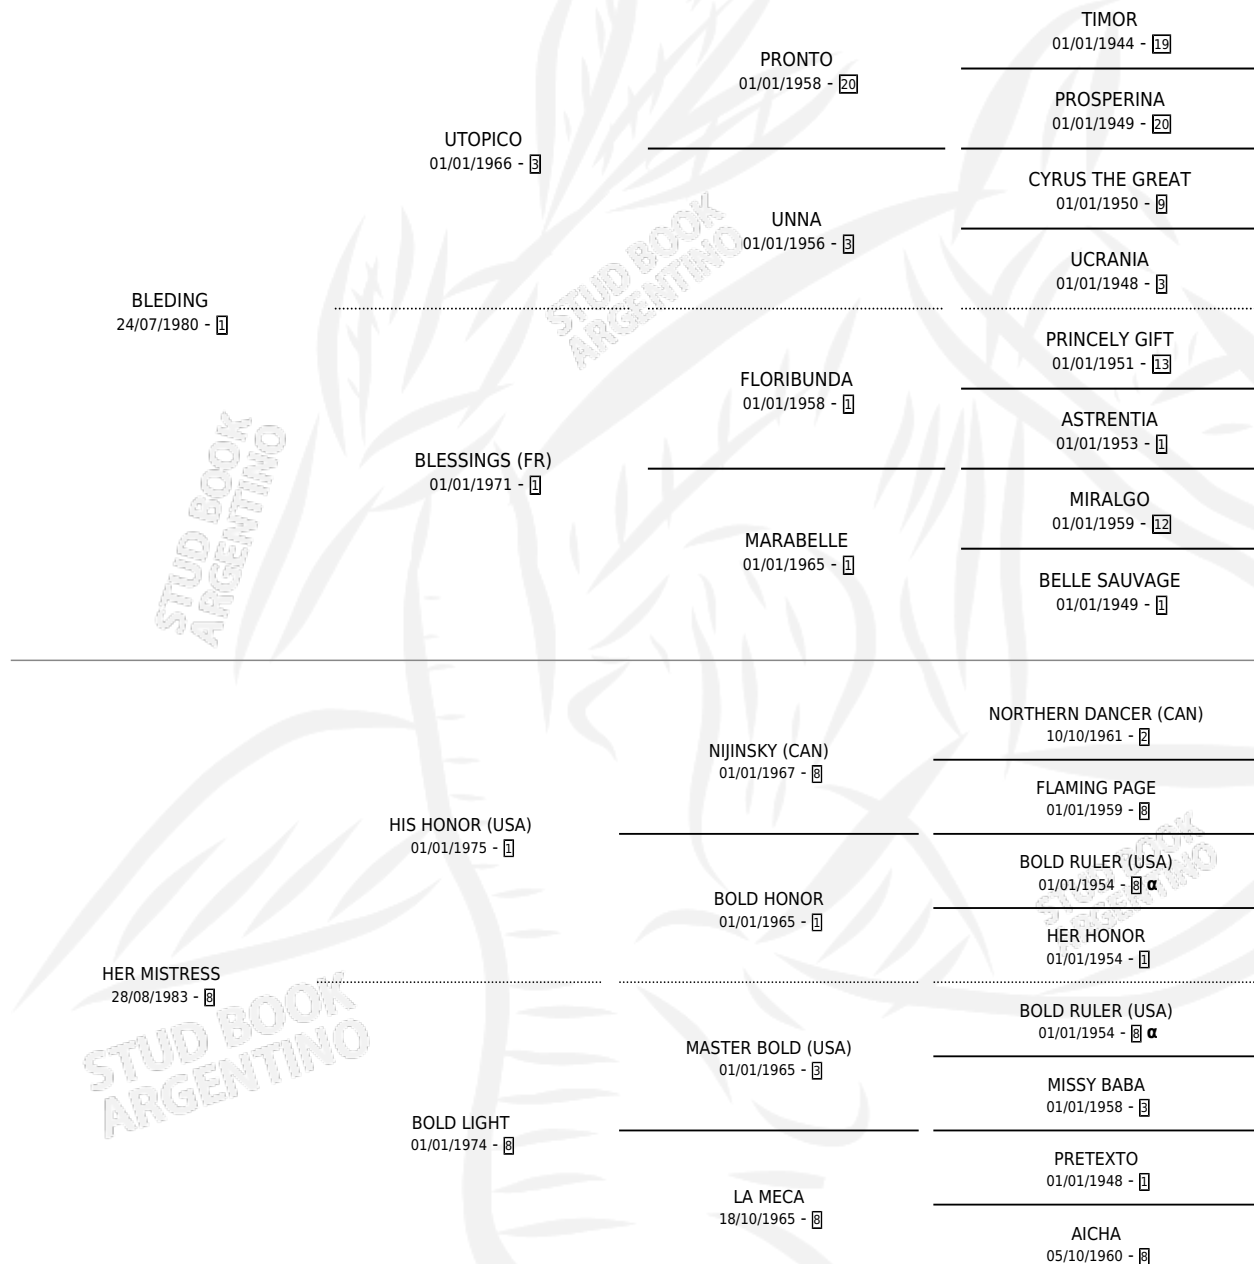 TIMOR
01/01/1944 - 19
PRONTO
01/01/1958 - 20
PROSPERINA
01/01/1949 - 20
UTOPICO
01/01/1966 - 3
CYRUS THE GREAT
01/01/1950 - 9
UNNA
01/01/1956 - 3
UCRANIA
01/01/1948 - 3
BLEDING
24/07/1980 - 1
PRINCELY GIFT
01/01/1951 - 13
FLORIBUNDA
01/01/1958 - 1
ASTRENTIA
01/01/1953 - 1
BLESSINGS (FR)
01/01/1971 - 1
MIRALGO
01/01/1959 - 12
MARABELLE
01/01/1965 - 1
BELLE SAUVAGE
01/01/1949 - 1
NORTHERN DANCER (CAN)
10/10/1961 - 2
NIJINSKY (CAN)
01/01/1967 - 8
FLAMING PAGE
01/01/1959 - 8
HIS HONOR (USA)
01/01/1975 - 1
BOLD RULER (USA)
01/01/1954 - 8 α
BOLD HONOR
01/01/1965 - 1
HER HONOR
01/01/1954 - 1
HER MISTRESS
28/08/1983 - 8
BOLD RULER (USA)
01/01/1954 - 8 α
MASTER BOLD (USA)
01/01/1965 - 3
MISSY BABA
01/01/1958 - 3
BOLD LIGHT
01/01/1974 - 8
PRETEXTO
01/01/1948 - 1
LA MECA
18/10/1965 - 8
AICHA
05/10/1960 - 8
STUD BOOK
ARGENTINO
STUD BOOK
ARGENTINO
STUD BOOK
ARGENTINO
STUD BOOK
ARGENTINO